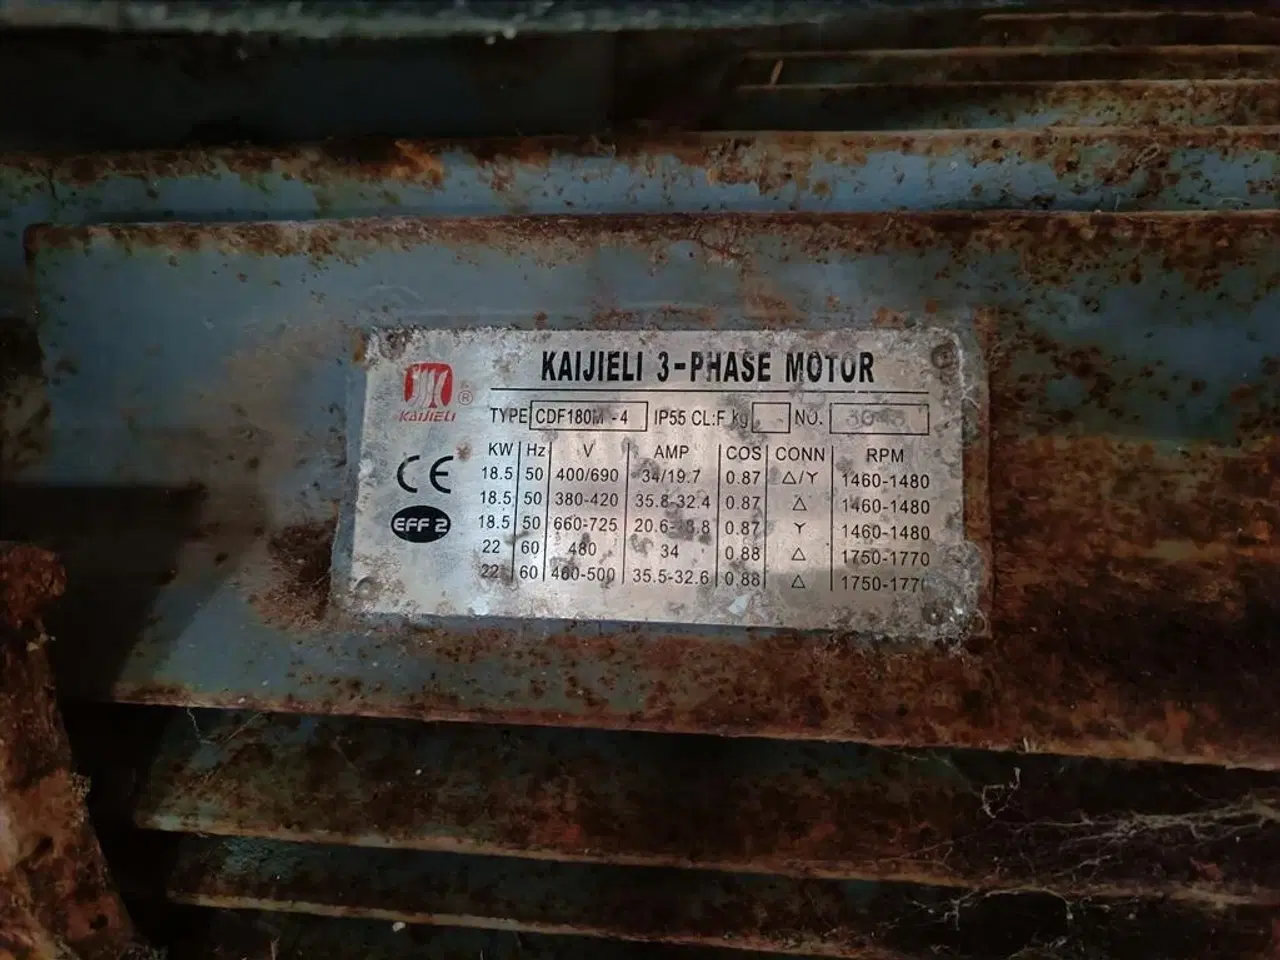 KAIJIELI 3-PHASE MOTOR
®
KAIJIELI
TYPE CDF180M -4 IP55 CL:F kg - NO.
CE
EFF 2
KW Hz V AMP COS CONN RPM
18.5 50 400/690 34/19.7 0.87 △/Y 1460-1480
18.5 50 380-420 35.8-32.4 0.87 △ 1460-1480
18.5 50 660-725 0.87 Y 1460-1480
22 60 480 34 0.88 △ 1750-1770
22 60 460-500 35.5-32.6 0.88 △ 1750-1770